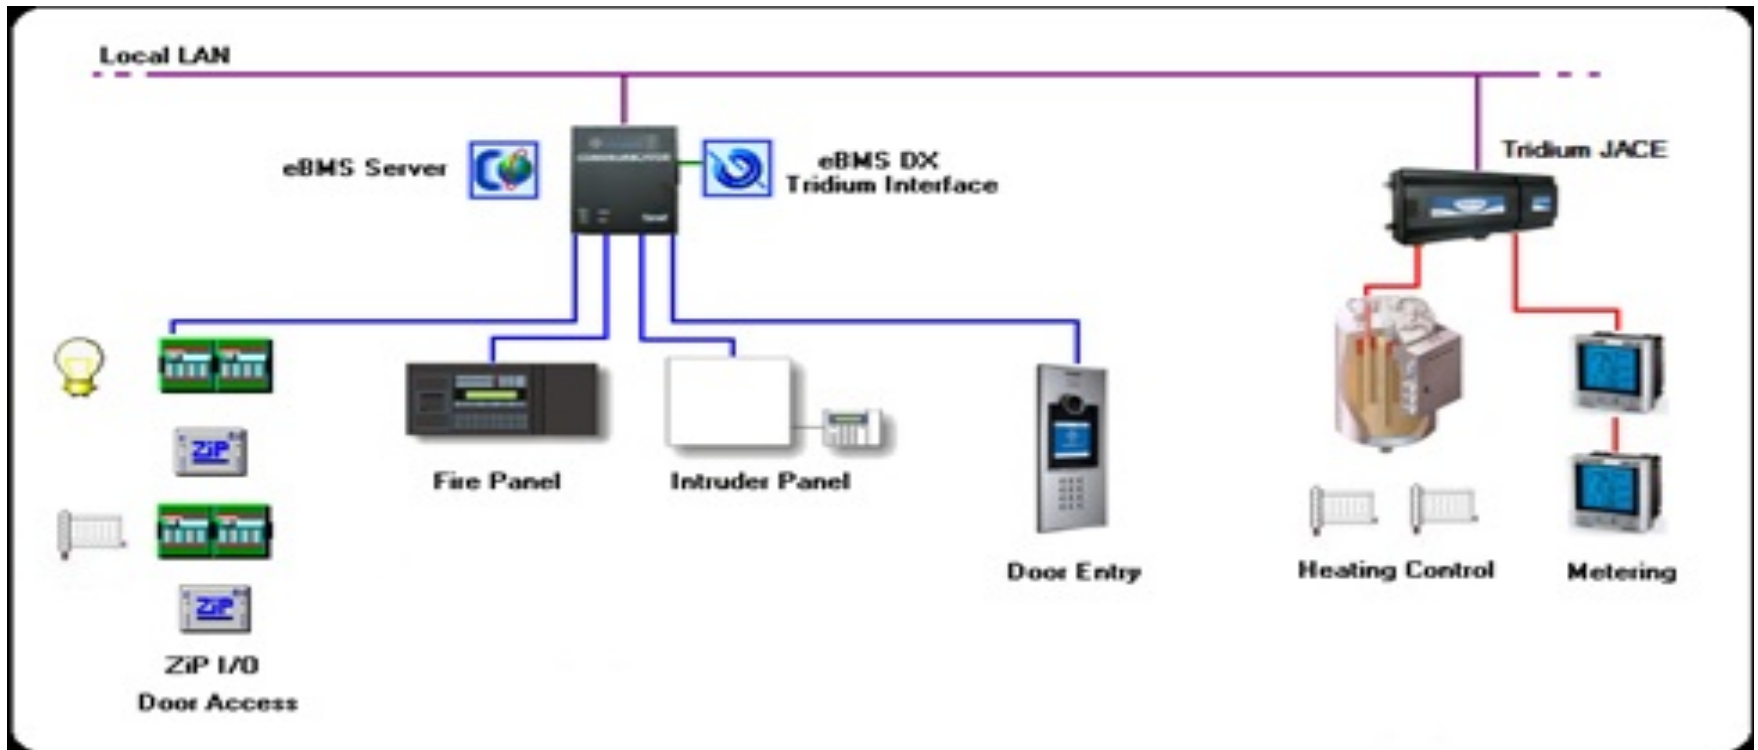 Local LAN
eBMS Server
eBMS DX
Tridium Interface
Tridium JACE
ZiP
ZiP
Fire Panel
Intruder Panel
Door Entry
Heating Control
Metering
ZiP I/O
Door Access